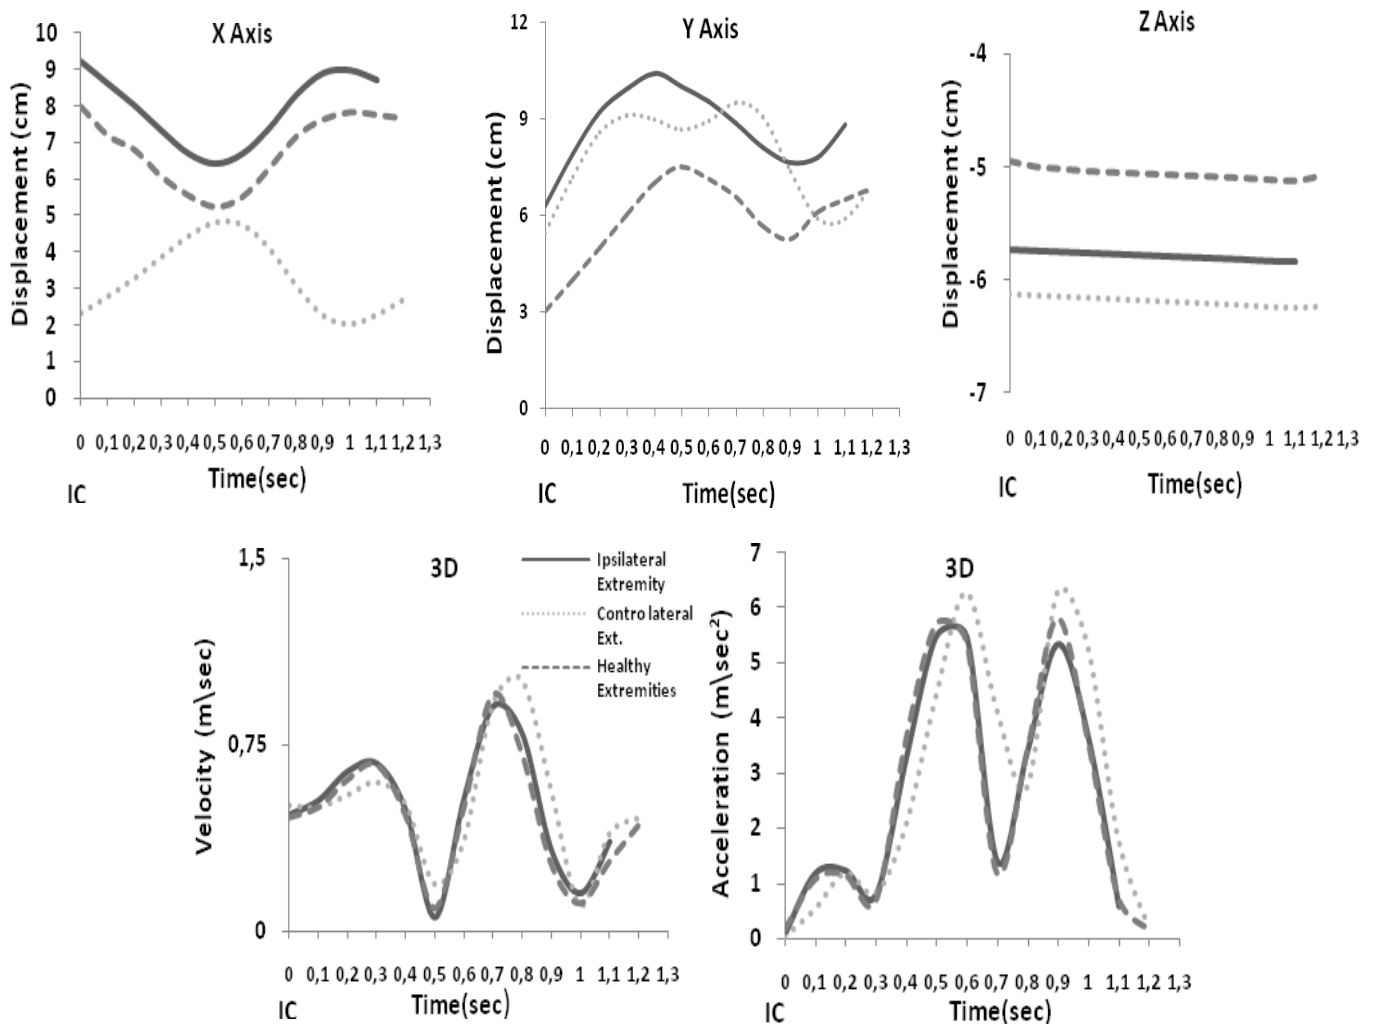 X Axis
10
9
8
7
6
5
4
3
2
1
0
Displacement (cm)
0 0,1 0,2 0,3 0,4 0,5 0,6 0,7 0,8 0,9 1 1,1 1,2 1,3
Time(sec)
IC
Y Axis
12
9
6
3
0
Displacement (cm)
0 0,1 0,2 0,3 0,4 0,5 0,6 0,7 0,8 0,9 1 1,1 1,2 1,3
Time(sec)
IC
Z Axis
-4
-5
-6
-7
Displacement (cm)
0 0,1 0,2 0,3 0,4 0,5 0,6 0,7 0,8 0,9 1 1,1 1,2 1,3
Time(sec)
IC
3D
1,5
0,75
0
Velocity (m\sec)
Ipsilateral
Extremity
Contro lateral
Ext.
Healthy
Extremities
0 0,1 0,2 0,3 0,4 0,5 0,6 0,7 0,8 0,9 1 1,1 1,2 1,3
Time(sec)
IC
3D
7
6
5
4
3
2
1
0
Acceleration (m\sec²)
0 0,1 0,2 0,3 0,4 0,5 0,6 0,7 0,8 0,9 1 1,1 1,2 1,3
Time(sec)
IC